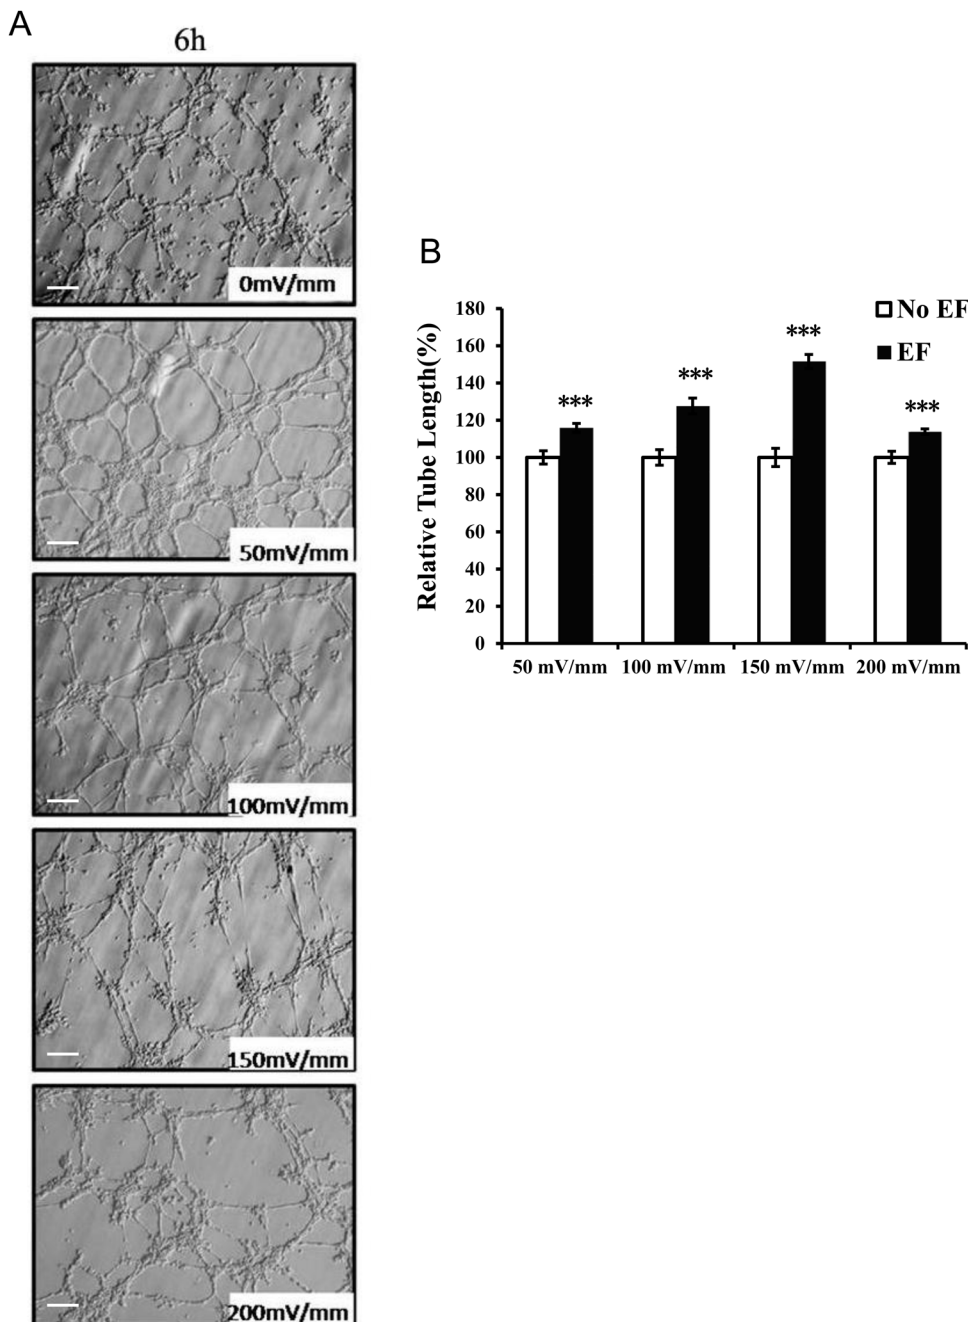 A
6h
0mV/mm
50mV/mm
100mV/mm
150mV/mm
200mV/mm
B
No EF
EF
Relative Tube Length(%)
180
160
140
120
100
80
60
40
20
0
***
***
***
***
50 mV/mm 100 mV/mm 150 mV/mm 200 mV/mm